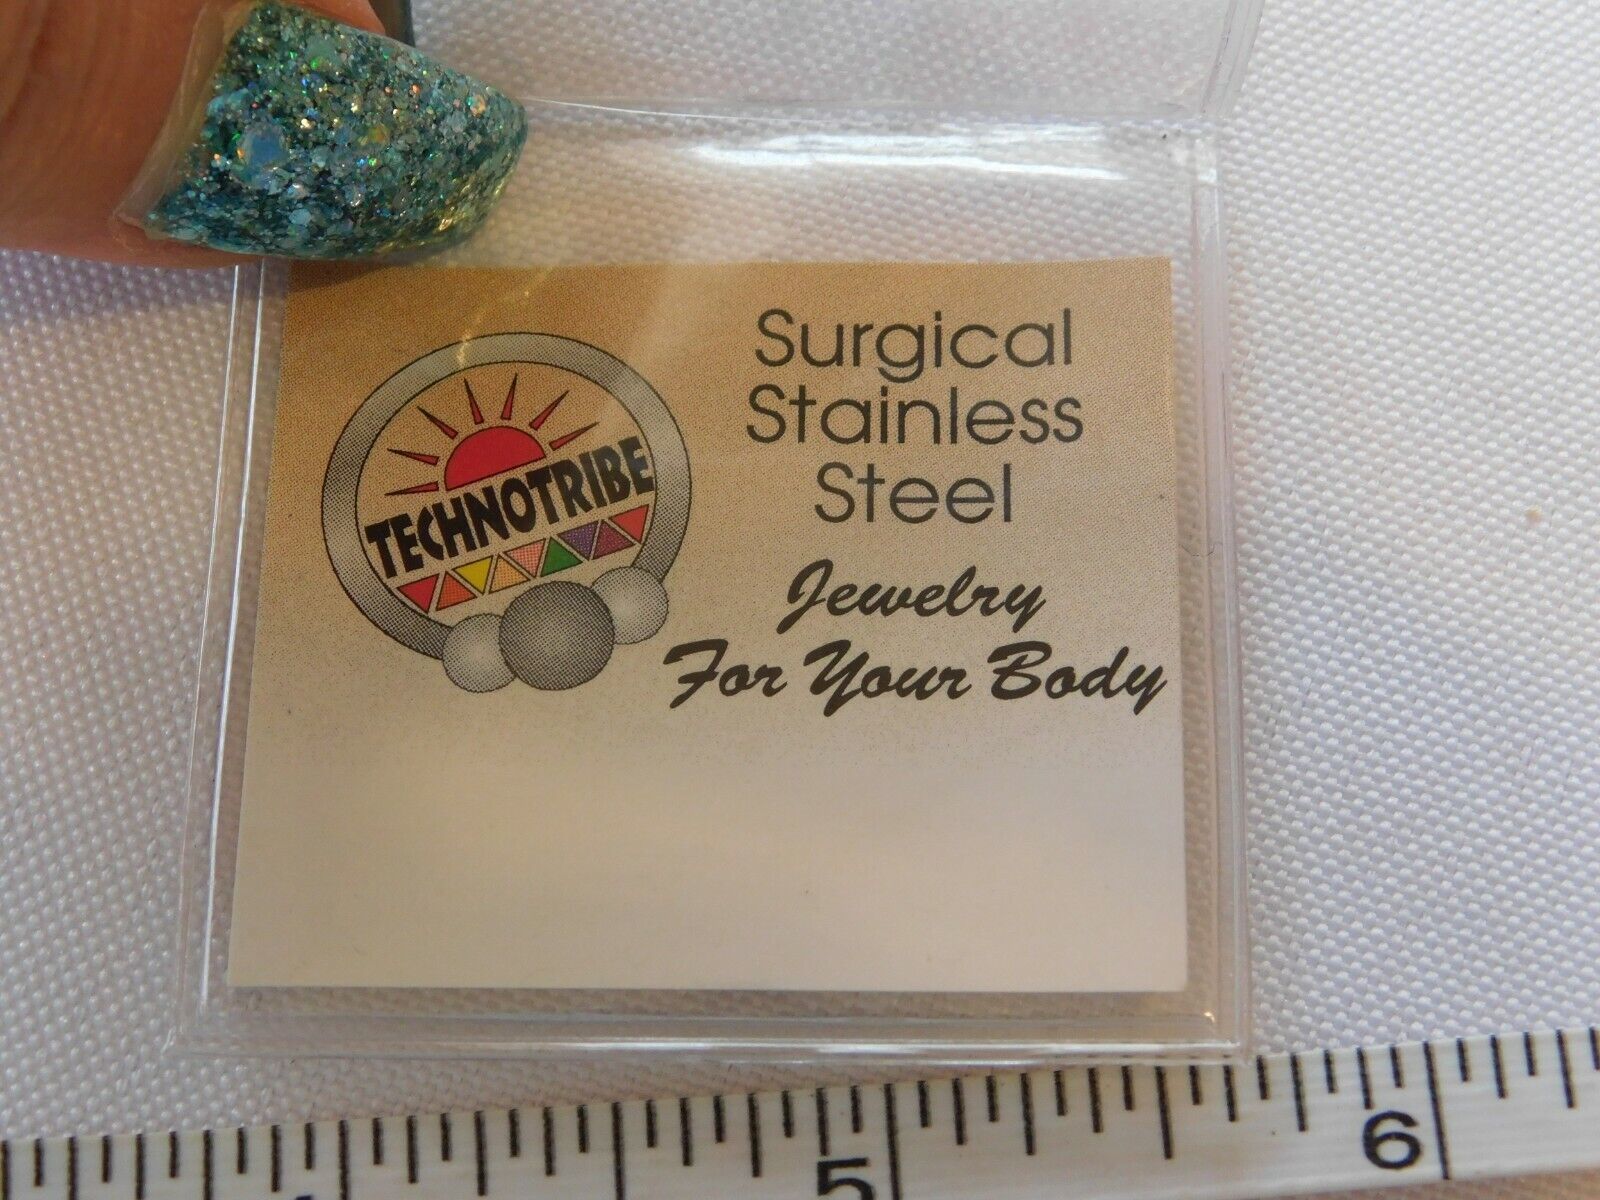 TECHNOTRIBE
Surgical
Stainless
Steel
Jewelry
For Your Body
5
6